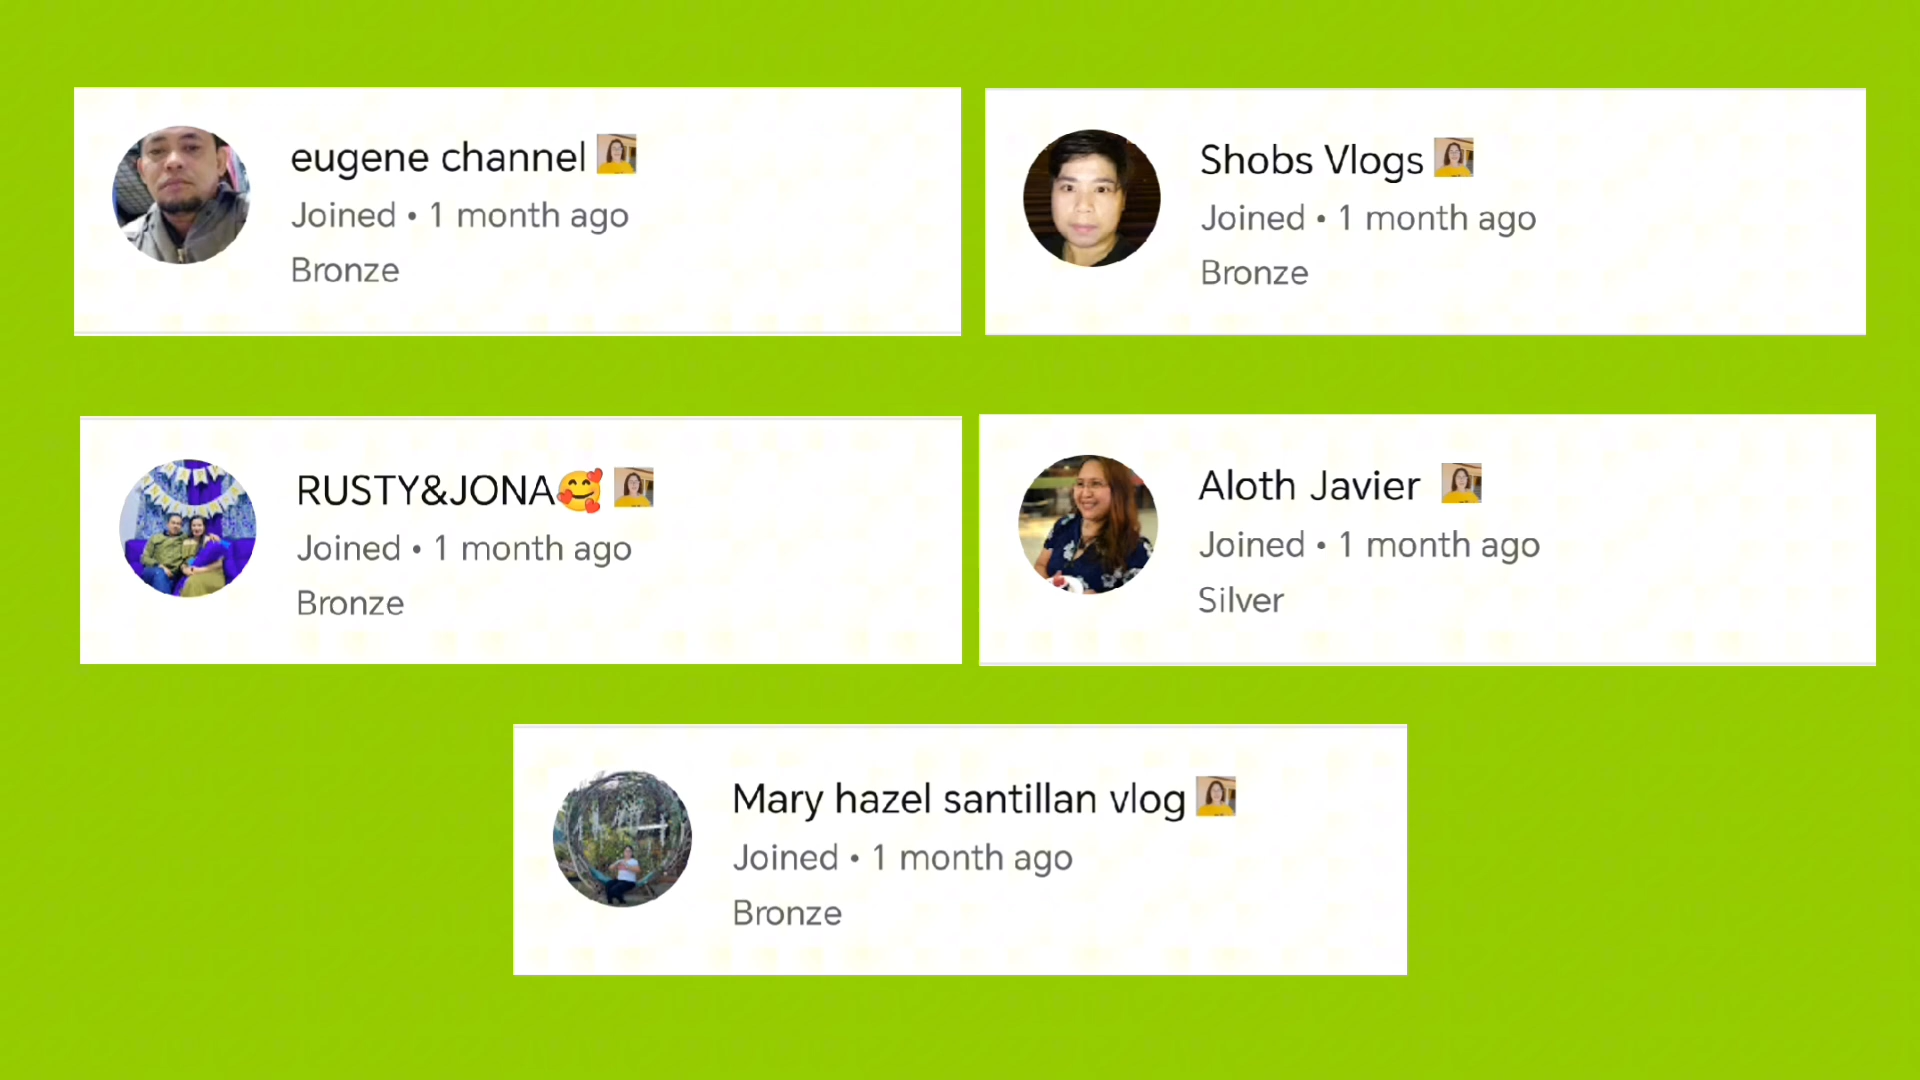 eugene channel
Joined • 1 month ago
Bronze
Shobs Vlogs
Joined • 1 month ago
Bronze
RUSTY&JONA🥰
Joined • 1 month ago
Bronze
Aloth Javier
Joined • 1 month ago
Silver
Mary hazel santillan vlog
Joined • 1 month ago
Bronze